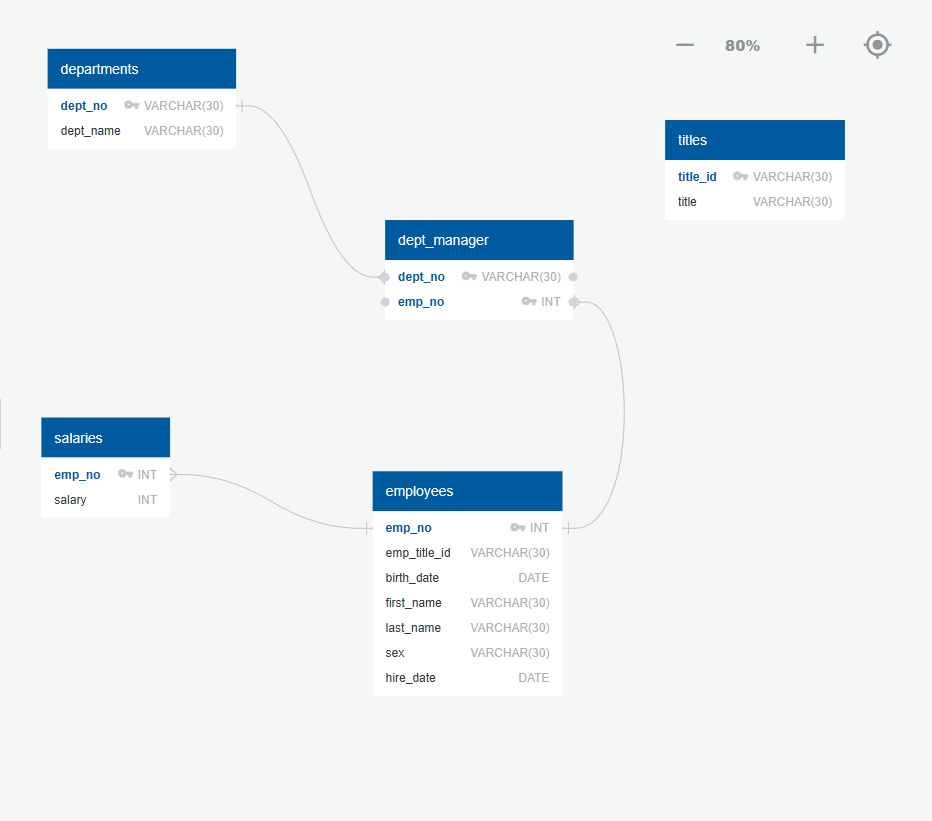 80%
departments
dept_no VARCHAR(30)
dept_name VARCHAR(30)
titles
title_id VARCHAR(30)
title VARCHAR(30)
dept_manager
dept_no VARCHAR(30)
emp_no INT
salaries
emp_no INT
salary INT
employees
emp_no INT
emp_title_id VARCHAR(30)
birth_date DATE
first_name VARCHAR(30)
last_name VARCHAR(30)
sex VARCHAR(30)
hire_date DATE